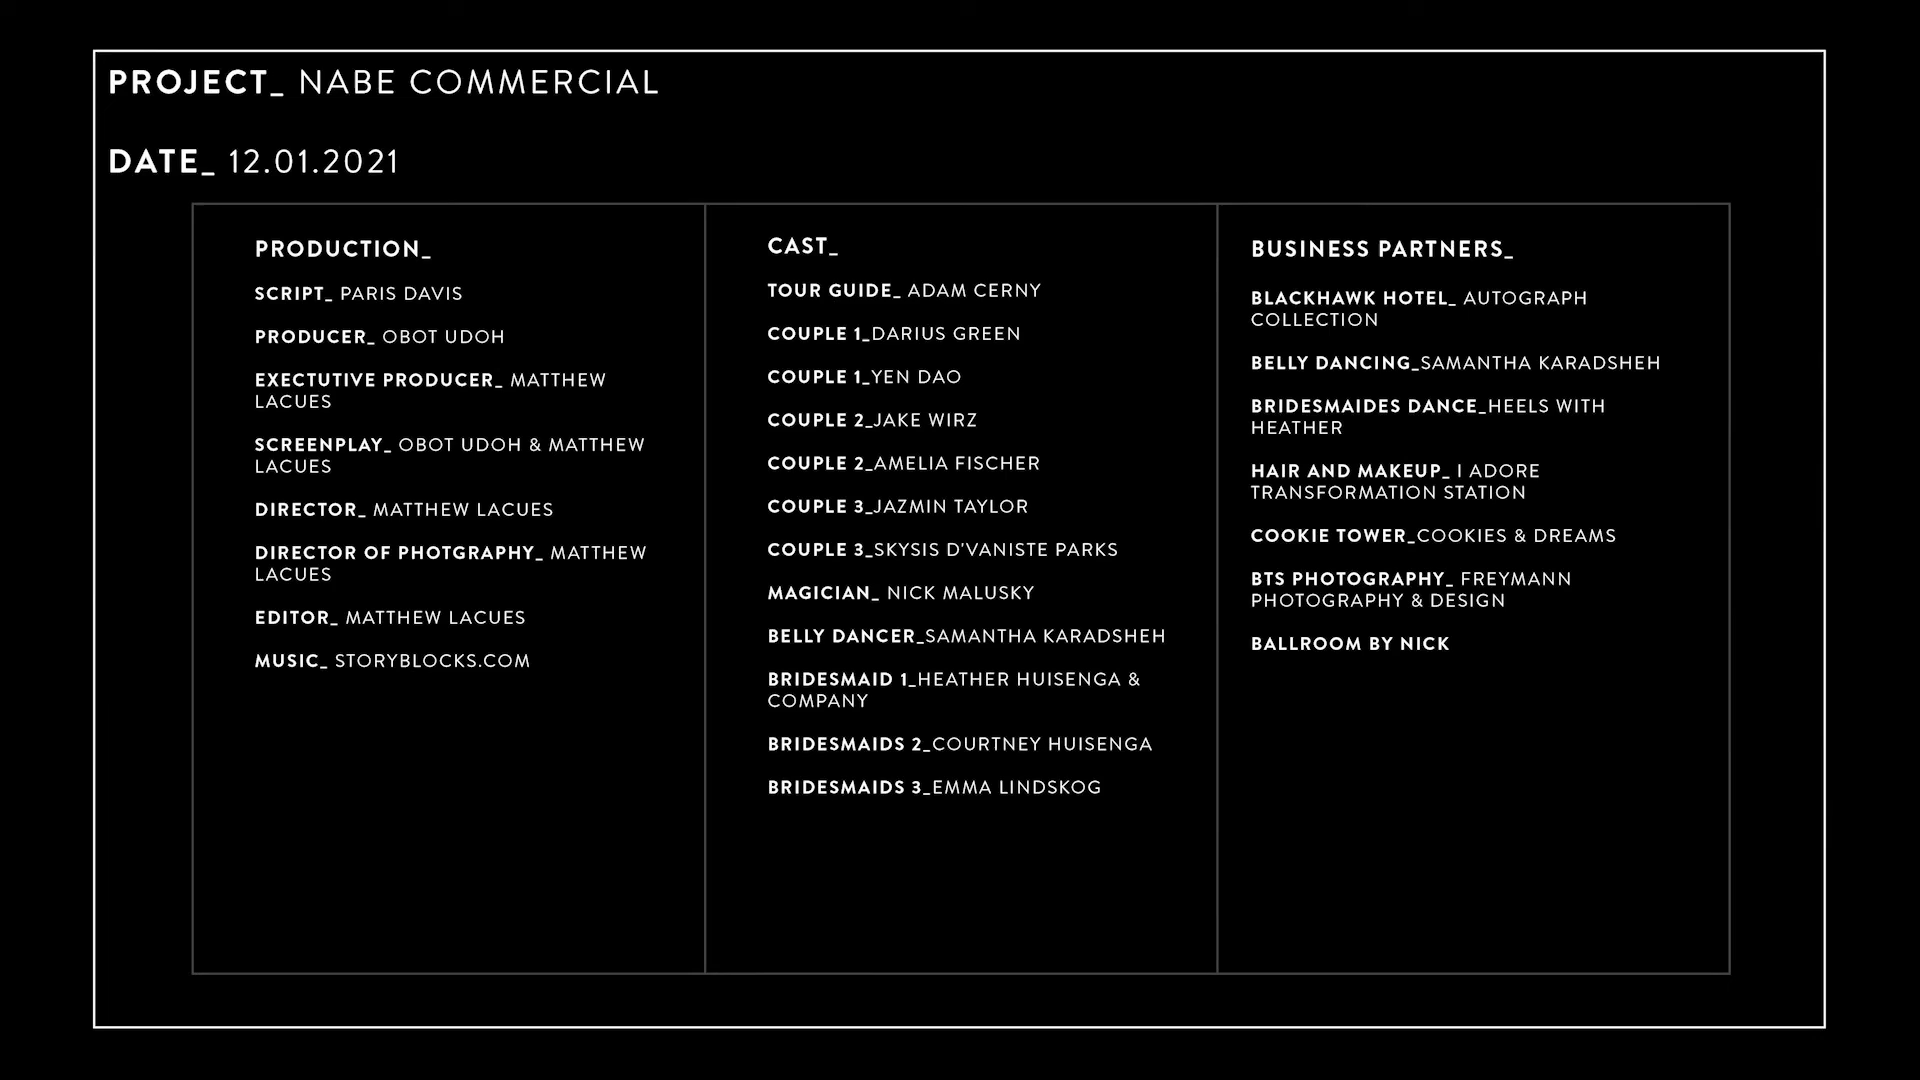 PROJECT_ NABE COMMERCIAL
DATE_ 12.01.2021
PRODUCTION_
SCRIPT_ PARIS DAVIS
PRODUCER_ OBOT UDOH
EXECTUTIVE PRODUCER_ MATTHEW
LACUES
SCREENPLAY_ OBOT UDOH & MATTHEW
LACUES
DIRECTOR_ MATTHEW LACUES
DIRECTOR OF PHOTGRAPHY_ MATTHEW
LACUES
EDITOR_ MATTHEW LACUES
MUSIC_ STORYBLOCKS.COM
CAST_
TOUR GUIDE_ ADAM CERNY
COUPLE 1_DARIUS GREEN
COUPLE 1_YEN DAO
COUPLE 2_JAKE WIRZ
COUPLE 2_AMELIA FISCHER
COUPLE 3_JAZMIN TAYLOR
COUPLE 3_SKYSIS D'VANISTE PARKS
MAGICIAN_ NICK MALUSKY
BELLY DANCER_SAMANTHA KARADSHEH
BRIDESMAID 1_HEATHER HUISENGA &
COMPANY
BRIDESMAIDS 2_COURTNEY HUISENGA
BRIDESMAIDS 3_EMMA LINDSKOG
BUSINESS PARTNERS_
BLACKHAWK HOTEL_ AUTOGRAPH
COLLECTION
BELLY DANCING_SAMANTHA KARADSHEH
BRIDESMAIDES DANCE_HEELS WITH
HEATHER
HAIR AND MAKEUP_ I ADORE
TRANSFORMATION STATION
COOKIE TOWER_COOKIES & DREAMS
BTS PHOTOGRAPHY_ FREYMANN
PHOTOGRAPHY & DESIGN
BALLROOM BY NICK